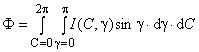 Φ = ∫_{C=0}^{2π} ∫_{γ=0}^{π} I(C, γ) sin γ · dγ · dC